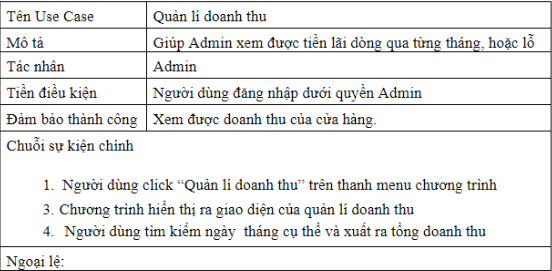 Tên Use Case Quản lí doanh thu
Mô tả Giúp Admin xem được tiền lãi dòng qua từng tháng, hoặc lỗ
Tác nhân Admin
Tiền điều kiện Người dùng đăng nhập dưới quyền Admin
Đảm bảo thành công Xem được doanh thu của cửa hàng.
Chuỗi sự kiện chính
1. Người dùng click “Quản lí doanh thu” trên thanh menu chương trình
3. Chương trình hiển thị ra giao diện của quản lí doanh thu
4. Người dùng tìm kiếm ngày tháng cụ thể và xuất ra tổng doanh thu
Ngoại lệ: